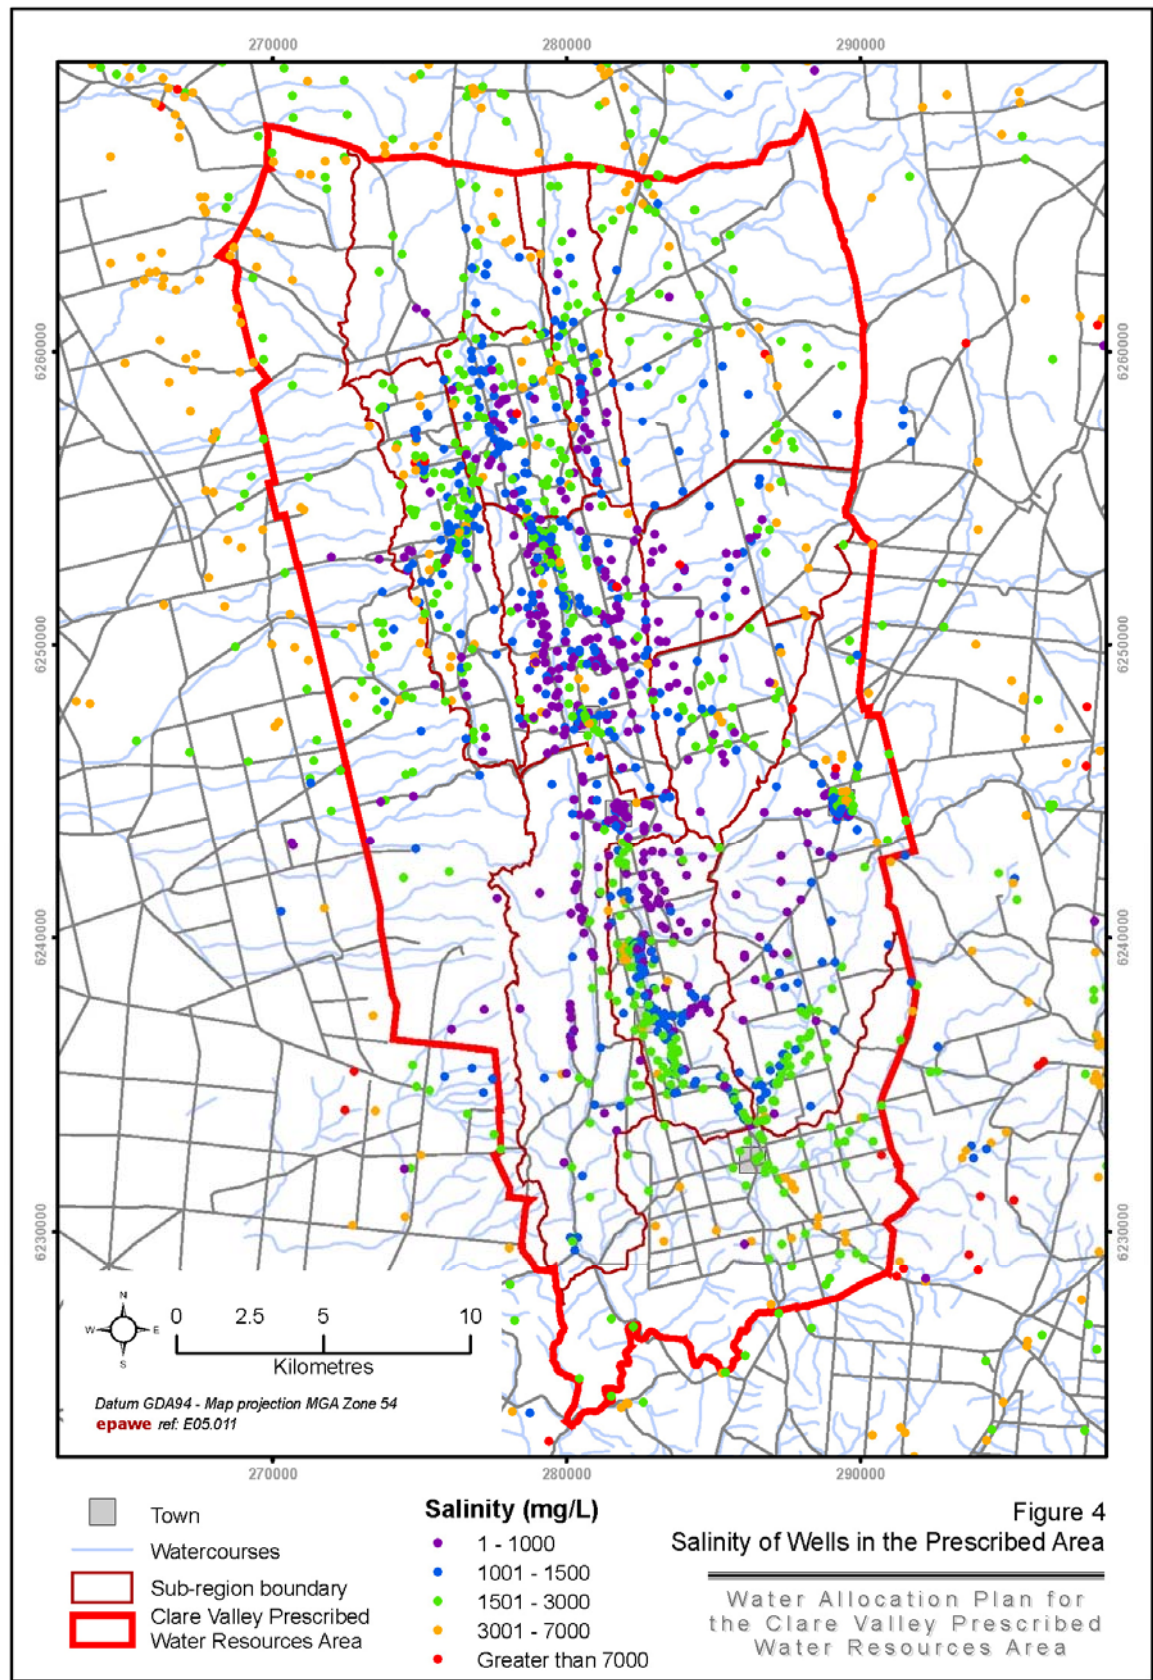 270000 280000 290000
6260000 6260000
6250000 6250000
6240000 6240000
6230000 6230000
N
W E
S
0 2.5 5 10
Kilometres
Datum GDA94 - Map projection MGA Zone 54
epawe ref: E05.011
270000 280000 290000
Town
Watercourses
Sub-region boundary
Clare Valley Prescribed
Water Resources Area
Salinity (mg/L)
1 - 1000
1001 - 1500
1501 - 3000
3001 - 7000
Greater than 7000
Figure 4
Salinity of Wells in the Prescribed Area
Water Allocation Plan for
the Clare Valley Prescribed
Water Resources Area